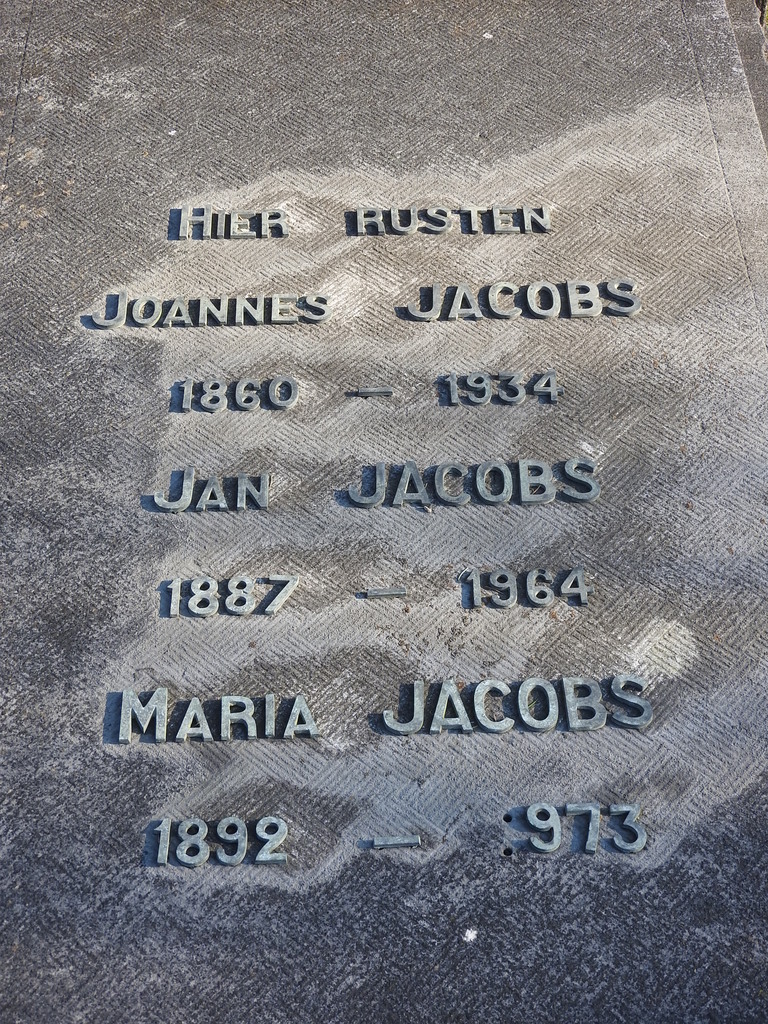 HIER RUSTEN
JOANNES JACOBS
1860 — 1934
JAN JACOBS
1887 — 1964
MARIA JACOBS
1892 — 973